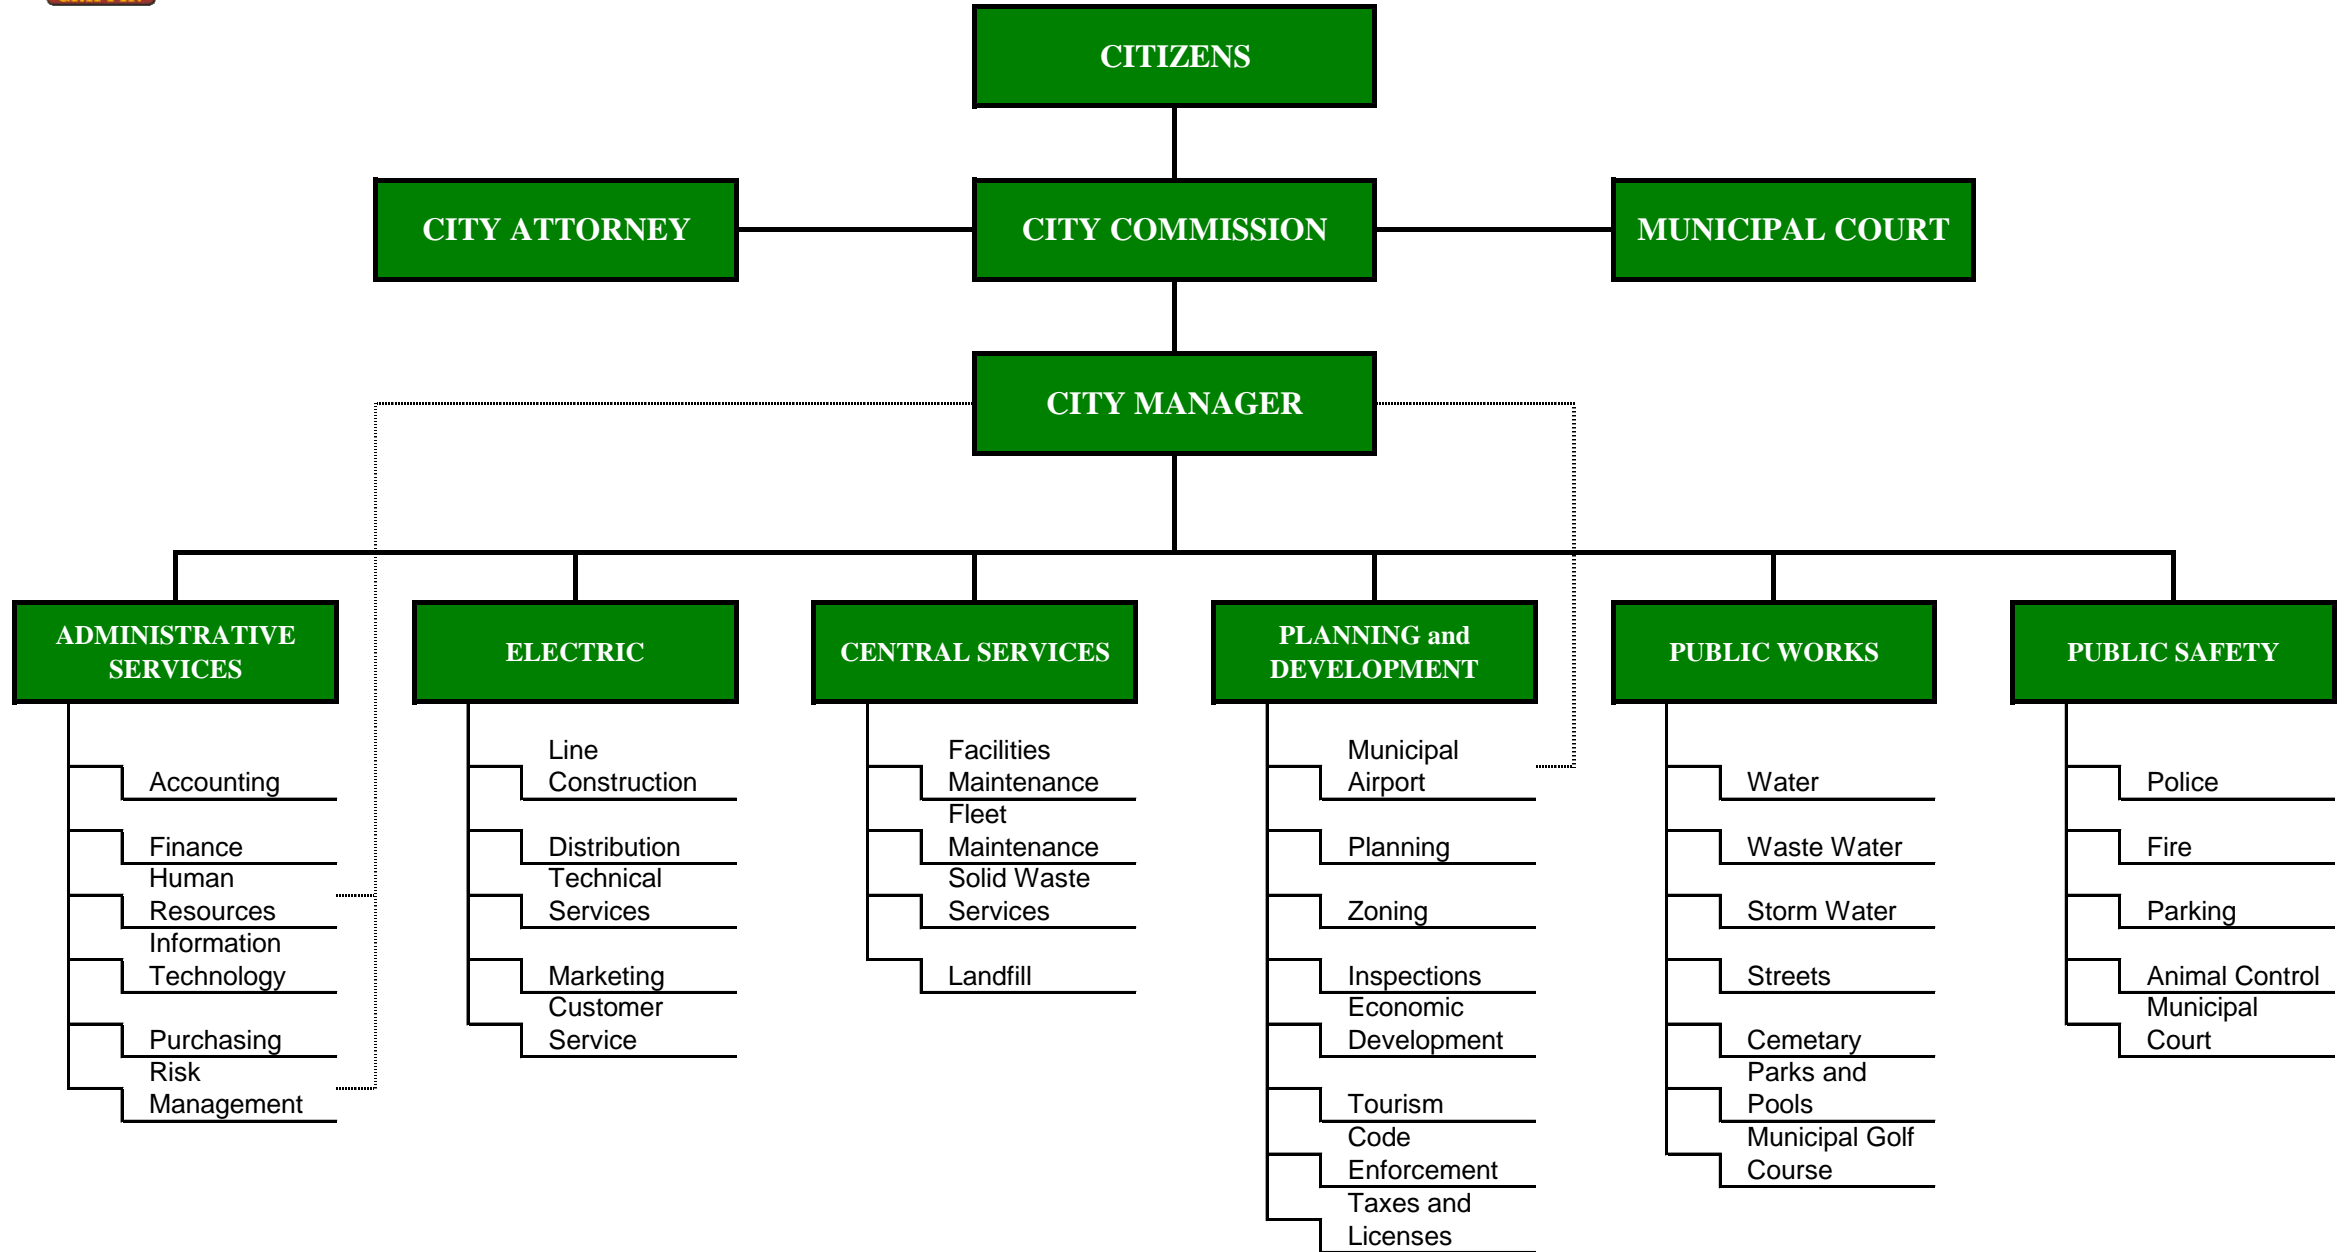 CITIZENS
CITY ATTORNEY
CITY COMMISSION
MUNICIPAL COURT
CITY MANAGER
ADMINISTRATIVE
SERVICES
Accounting
Finance
Human
Resources
Information
Technology
Purchasing
Risk
Management
ELECTRIC
Line
Construction
Distribution
Technical
Services
Marketing
Customer
Service
CENTRAL SERVICES
Facilities
Maintenance
Fleet
Maintenance
Solid Waste
Services
Landfill
PLANNING and
DEVELOPMENT
Municipal
Airport
Planning
Zoning
Inspections
Economic
Development
Tourism
Code
Enforcement
Taxes and
Licenses
PUBLIC WORKS
Water
Waste Water
Storm Water
Streets
Cemetary
Parks and
Pools
Municipal Golf
Course
PUBLIC SAFETY
Police
Fire
Parking
Animal Control
Municipal
Court